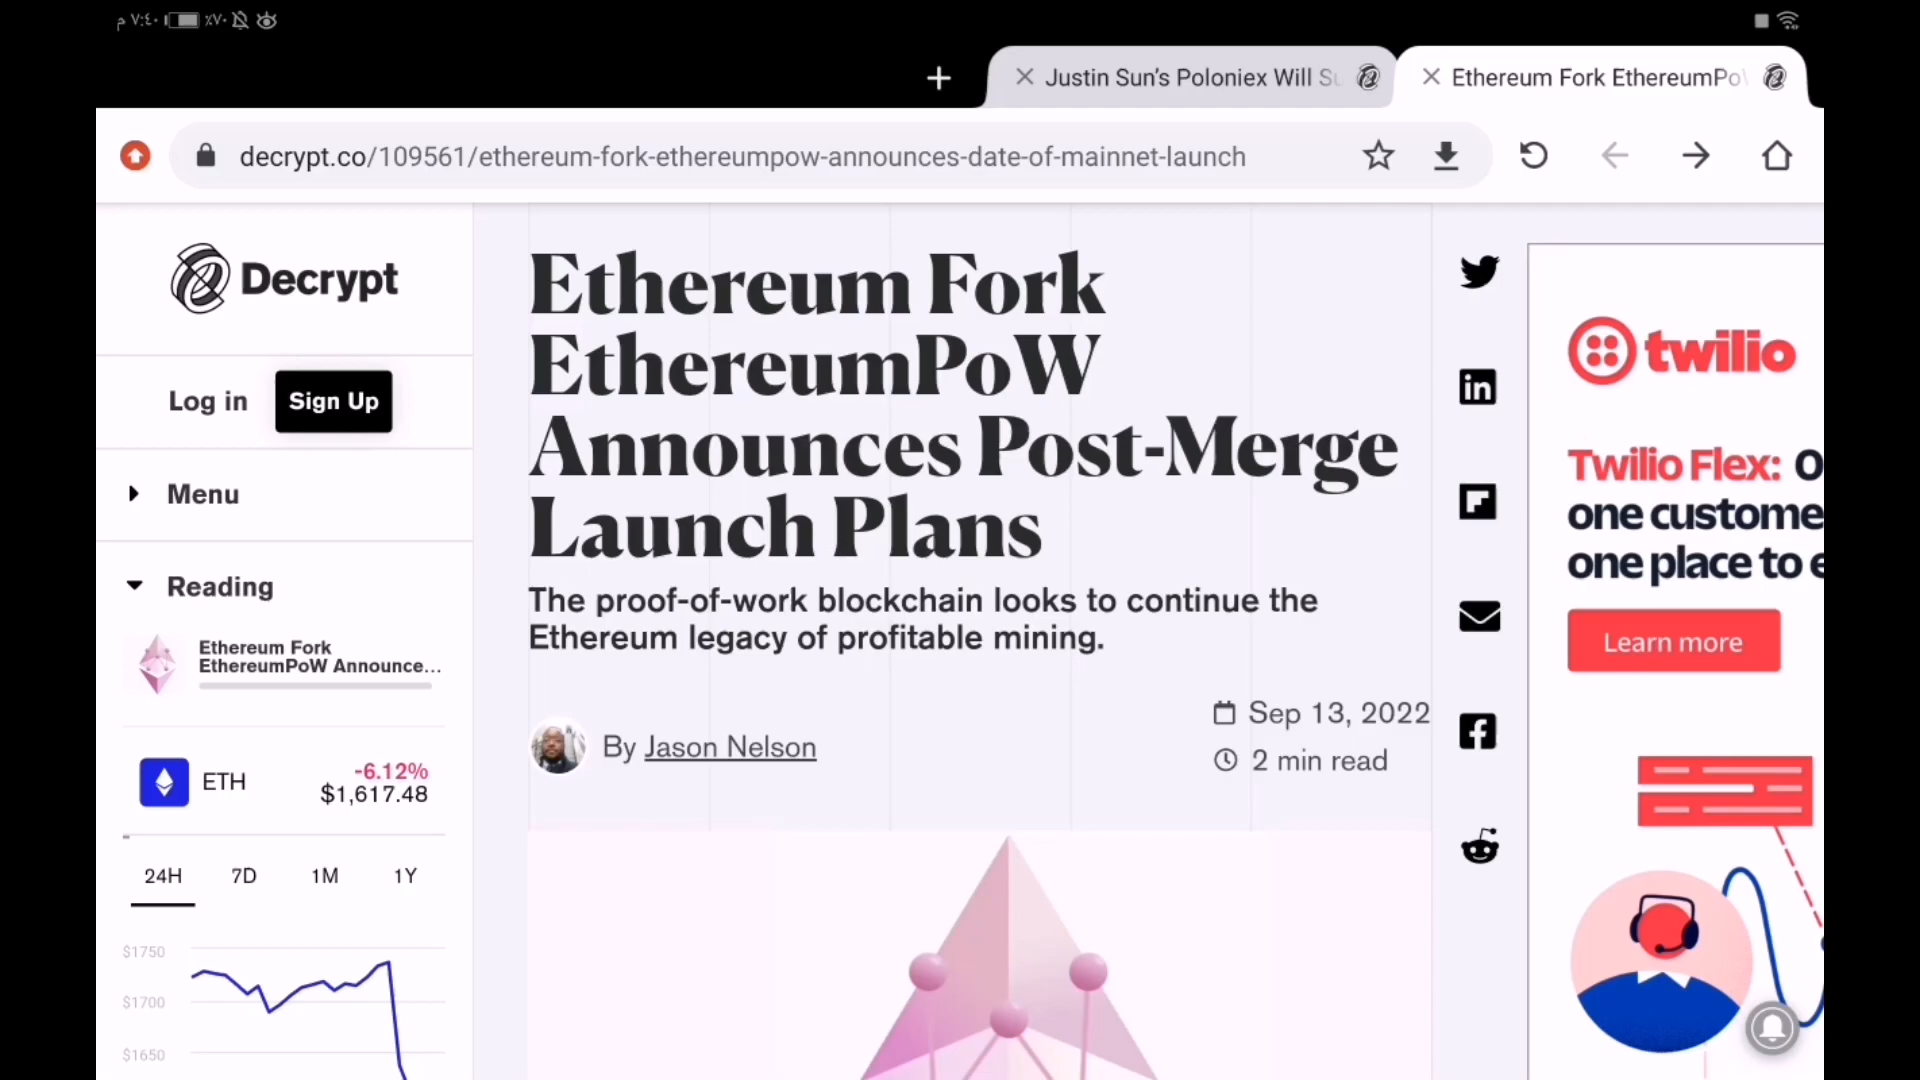 م ٧:٤٠ ٪٧٠
Justin Sun's Poloniex Will Su
Ethereum Fork EthereumPo
decrypt.co/109561/ethereum-fork-ethereumpow-announces-date-of-mainnet-launch
Decrypt
Log in
Sign Up
Menu
Reading
Ethereum Fork
EthereumPoW Announce...
ETH
-6.12%
$1,617.48
24H 7D 1M 1Y
$1750
$1700
$1650
Ethereum Fork
EthereumPoW
Announces Post-Merge
Launch Plans
The proof-of-work blockchain looks to continue the
Ethereum legacy of profitable mining.
By Jason Nelson
Sep 13, 2022
2 min read
twilio
Twilio Flex: O
one custome
one place to e
Learn more